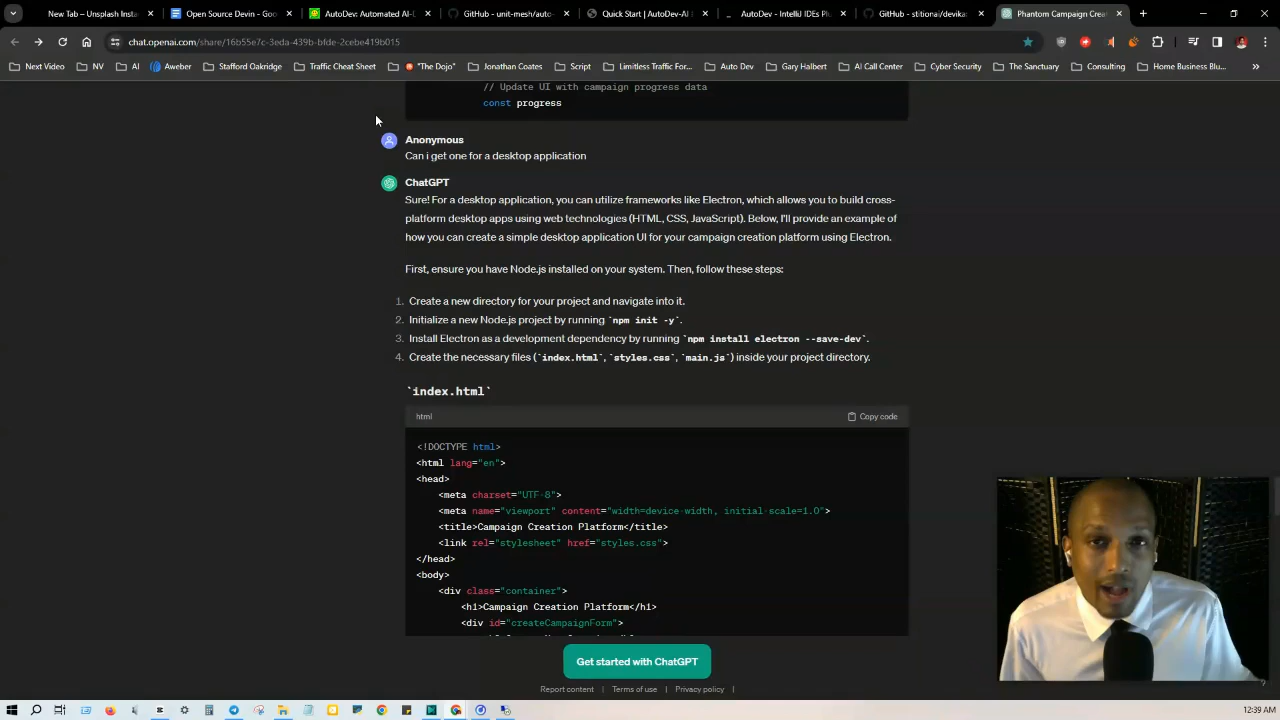 New Tab – Unsplash Insta
Open Source Devin - Goo
AutoDev: Automated AI-
GitHub - unit-mesh/auto-
Quick Start | AutoDev-AI
AutoDev - IntelliJ IDEs Plu
GitHub - stitionai/devika:
Phantom Campaign Crea
chat.openai.com/share/16b55e7c-3eda-439b-bfde-2cebe419b015
Next Video
NV
AI
Aweber
Stafford Oakridge
Traffic Cheat Sheet
"The Dojo"
Jonathan Coates
Script
Limitless Traffic For...
Auto Dev
Gary Halbert
AI Call Center
Cyber Security
The Sanctuary
Consulting
Home Business Blu...
// Update UI with campaign progress data
const progress
Anonymous
Can i get one for a desktop application
ChatGPT
Sure! For a desktop application, you can utilize frameworks like Electron, which allows you to build cross-
platform desktop apps using web technologies (HTML, CSS, JavaScript). Below, I'll provide an example of
how you can create a simple desktop application UI for your campaign creation platform using Electron.
First, ensure you have Node.js installed on your system. Then, follow these steps:
1. Create a new directory for your project and navigate into it.
2. Initialize a new Node.js project by running `npm init -y`.
3. Install Electron as a development dependency by running `npm install electron --save-dev`.
4. Create the necessary files (`index.html`, `styles.css`, `main.js`) inside your project directory.
`index.html`
html
Copy code
<!DOCTYPE html>
<html lang="en">
<head>
<meta charset="UTF-8">
<meta name="viewport" content="width=device-width, initial-scale=1.0">
<title>Campaign Creation Platform</title>
<link rel="stylesheet" href="styles.css">
</head>
<body>
<div class="container">
<h1>Campaign Creation Platform</h1>
<div id="createCampaignForm">
Get started with ChatGPT
Report content | Terms of use | Privacy policy |
12:39 AM